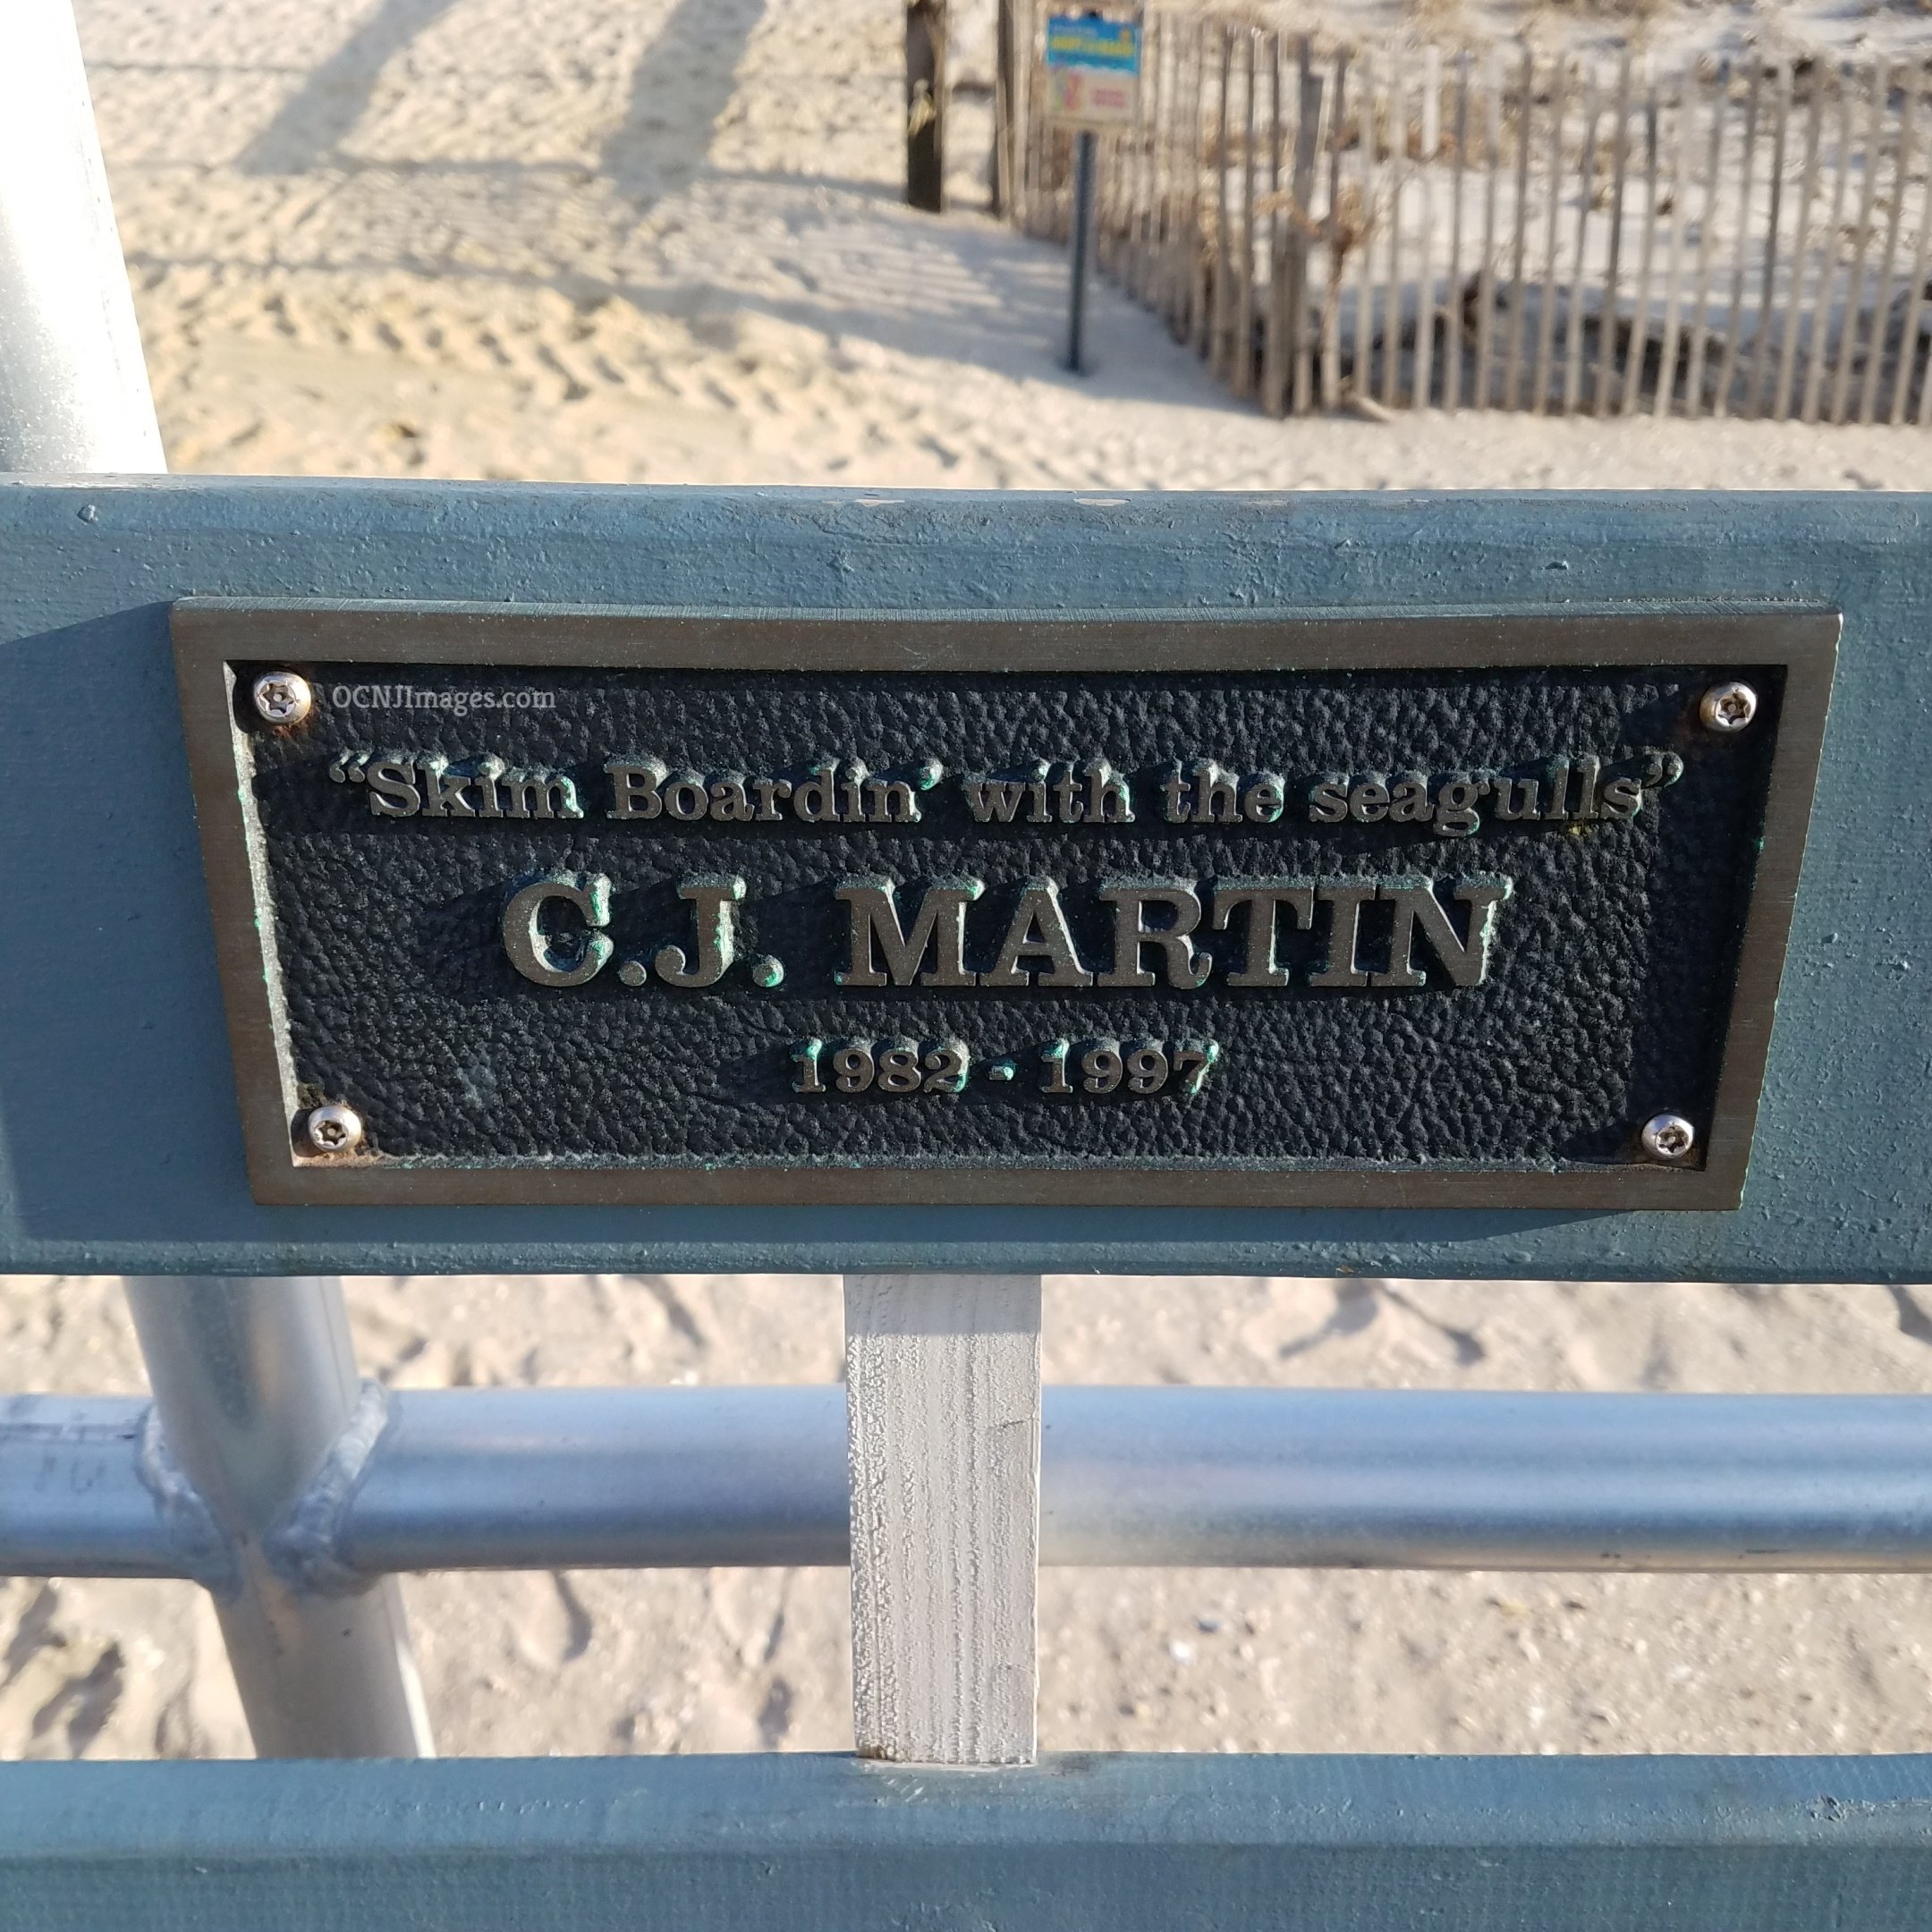 OCNJImages.com
“Skim Boardin’ with the seagulls”
C.J. MARTIN
1982 - 1997